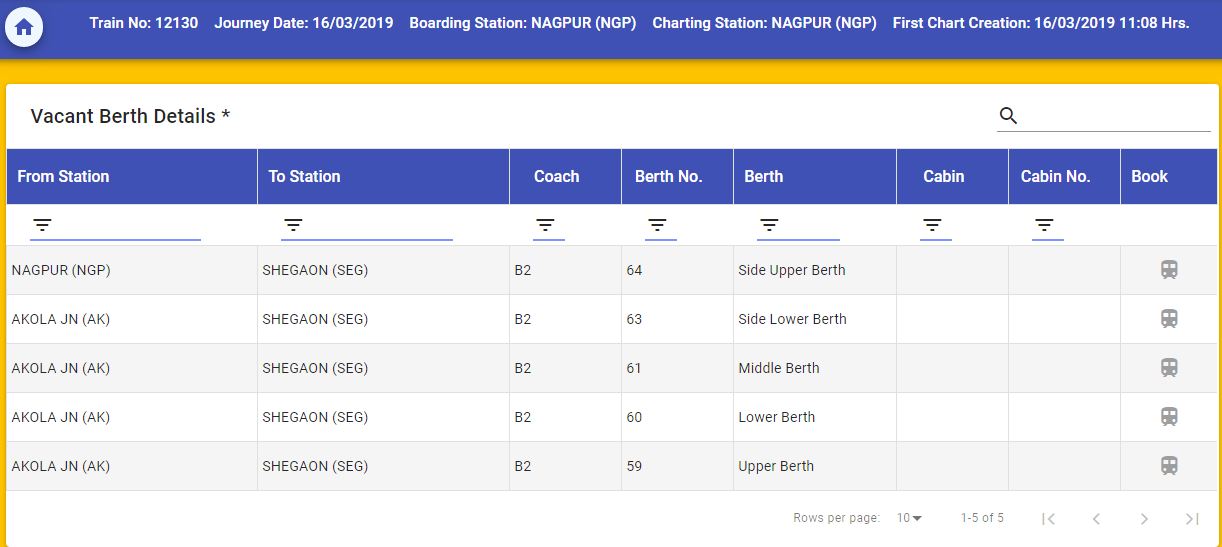 Train No: 12130 Journey Date: 16/03/2019 Boarding Station: NAGPUR (NGP) Charting Station: NAGPUR (NGP) First Chart Creation: 16/03/2019 11:08 Hrs.
Vacant Berth Details *
From Station To Station Coach Berth No. Berth Cabin Cabin No. Book
NAGPUR (NGP) SHEGAON (SEG) B2 64 Side Upper Berth
AKOLA JN (AK) SHEGAON (SEG) B2 63 Side Lower Berth
AKOLA JN (AK) SHEGAON (SEG) B2 61 Middle Berth
AKOLA JN (AK) SHEGAON (SEG) B2 60 Lower Berth
AKOLA JN (AK) SHEGAON (SEG) B2 59 Upper Berth
Rows per page: 10 1-5 of 5